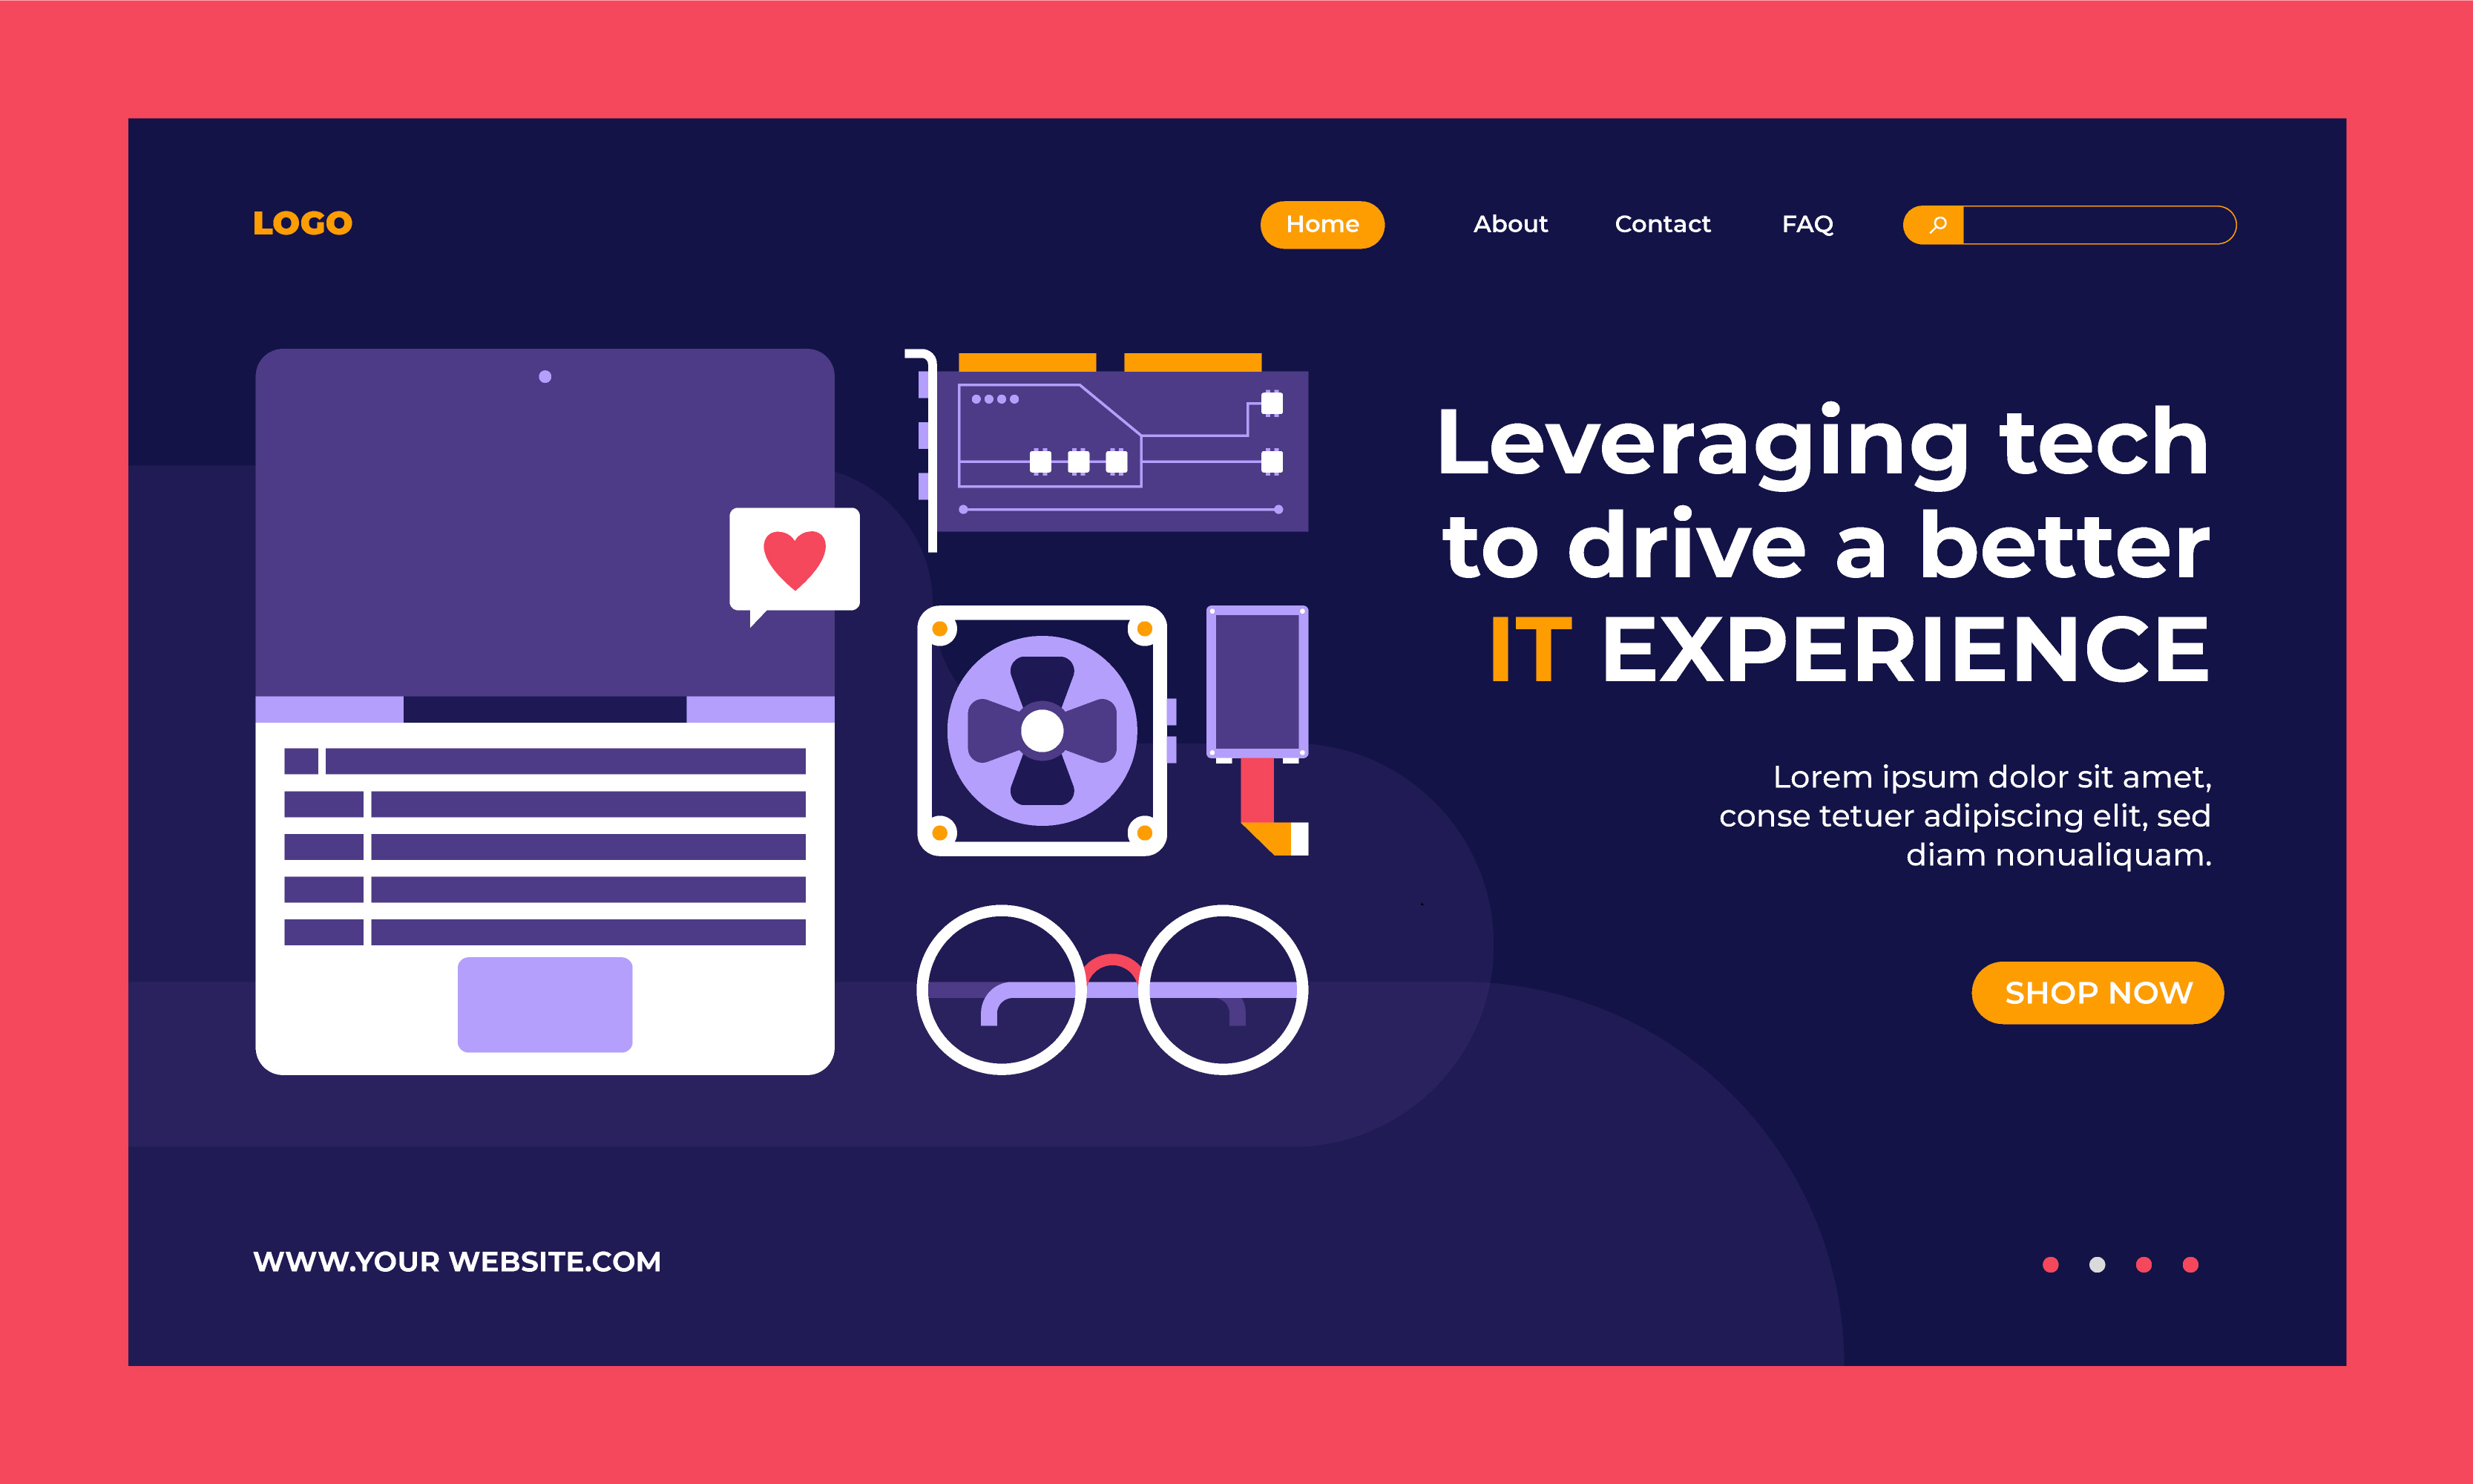 LOGO
Home About Contact FAQ
Leveraging tech
to drive a better
IT EXPERIENCE
Lorem ipsum dolor sit amet,
conse tetuer adipiscing elit, sed
diam nonualiquam.
SHOP NOW
WWW.YOUR WEBSITE.COM